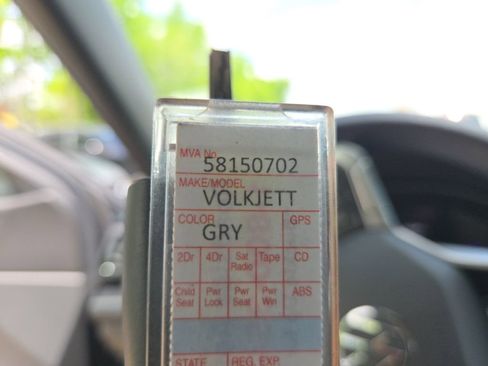 MVA No.
58150702
MAKE/MODEL
VOLKJETT
COLOR GPS
GRY
2Dr 4Dr Sat Radio Tape CD
Child Seat Pwr Lock Pwr Seat Pwr Win ABS
STATE REG. EXP.